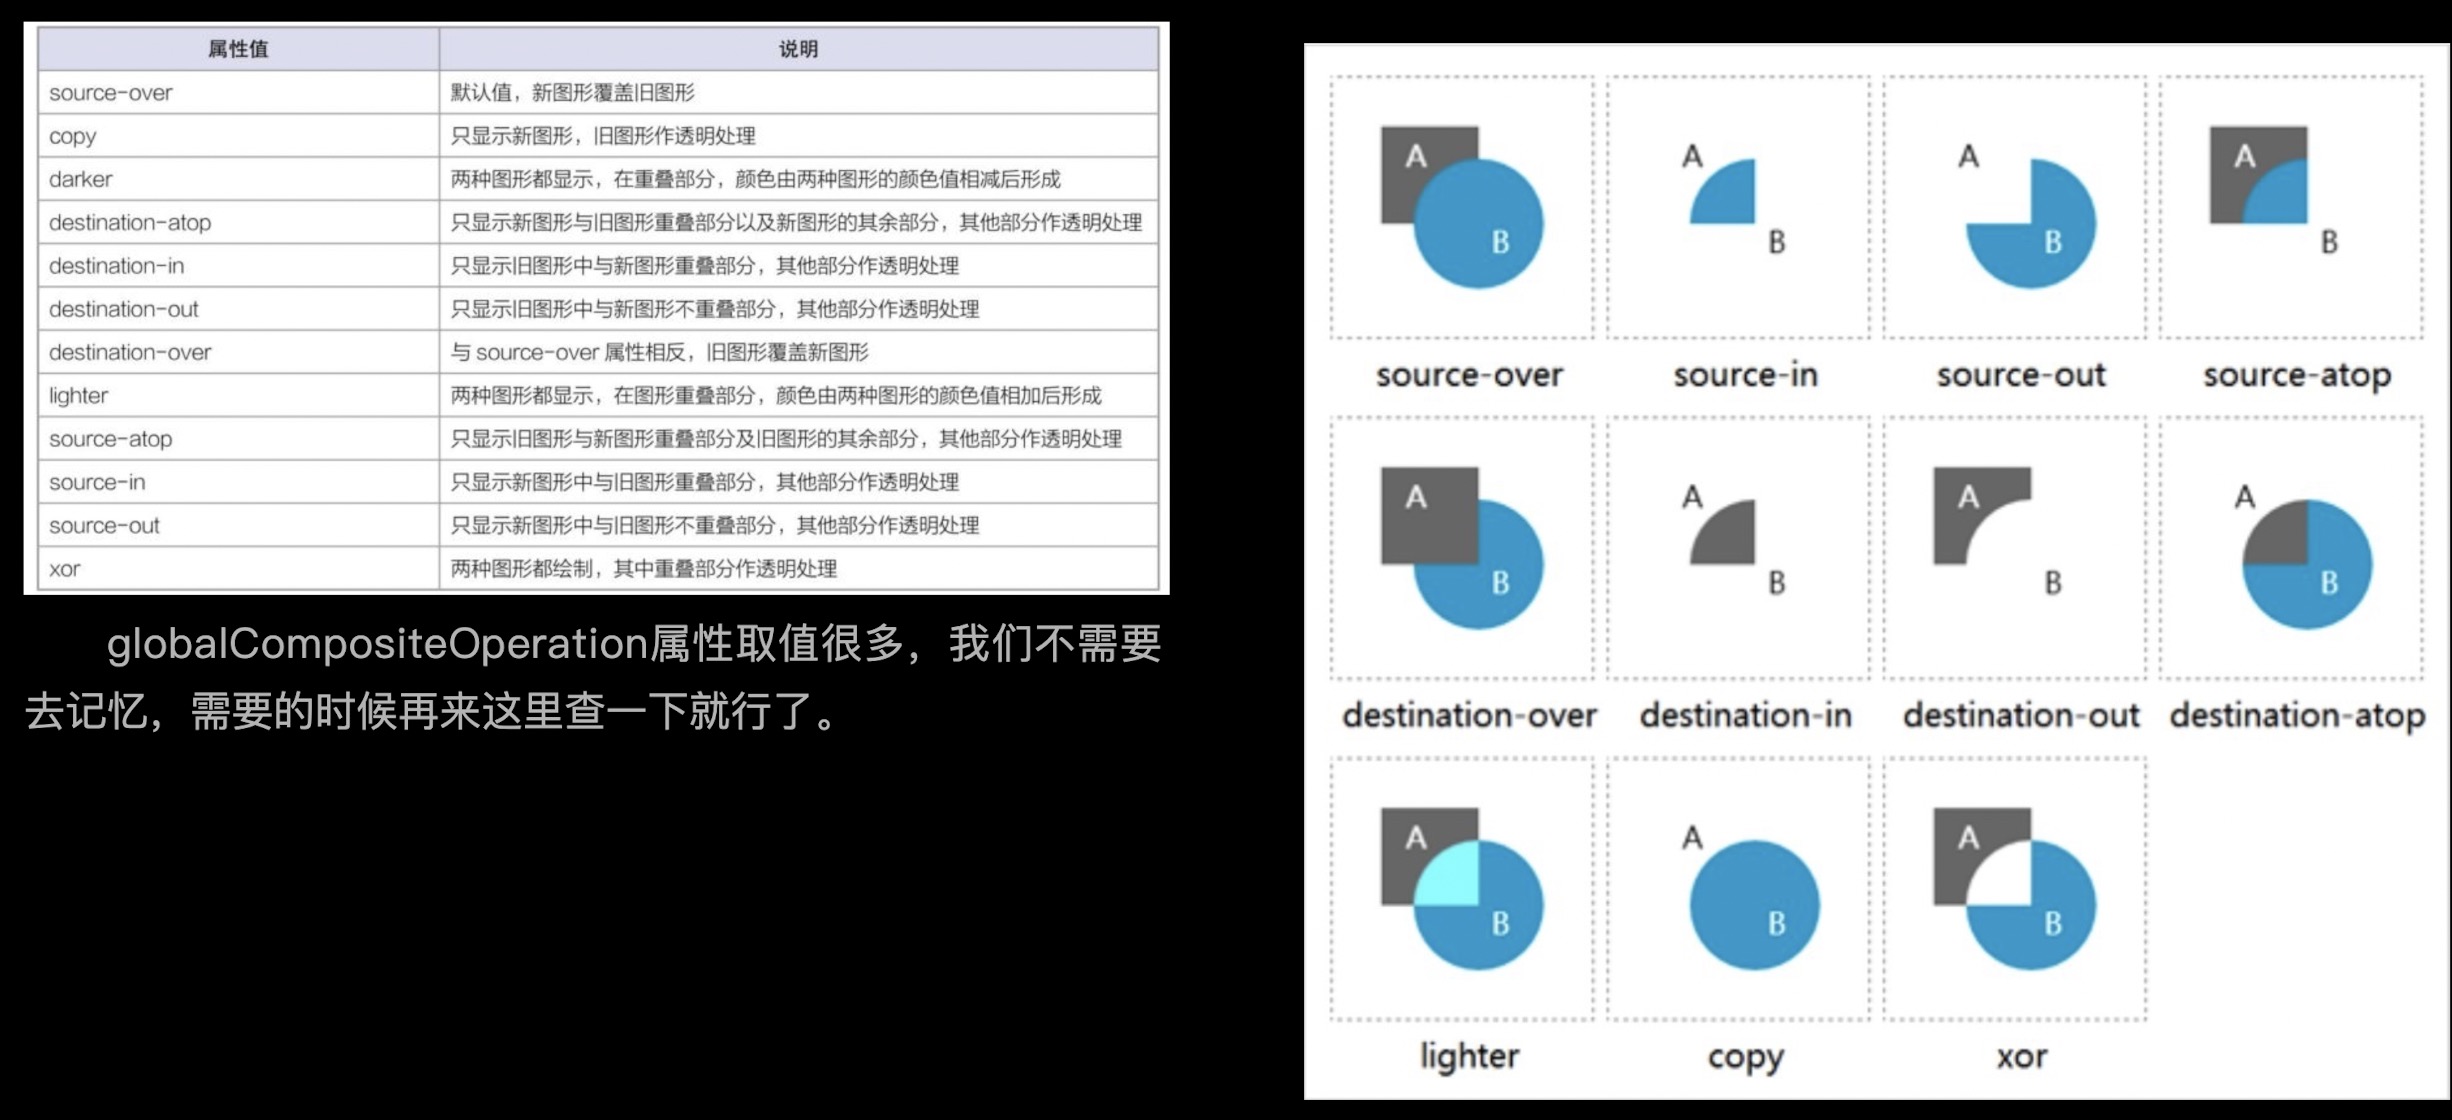 属性值 说明
source-over 默认值，新图形覆盖旧图形
copy 只显示新图形，旧图形作透明处理
darker 两种图形都显示，在重叠部分，颜色由两种图形的颜色值相减后形成
destination-atop 只显示新图形与旧图形重叠部分以及新图形的其余部分，其他部分作透明处理
destination-in 只显示旧图形中与新图形重叠部分，其他部分作透明处理
destination-out 只显示旧图形中与新图形不重叠部分，其他部分作透明处理
destination-over 与 source-over 属性相反，旧图形覆盖新图形
lighter 两种图形都显示，在图形重叠部分，颜色由两种图形的颜色值相加后形成
source-atop 只显示旧图形与新图形重叠部分及旧图形的其余部分，其他部分作透明处理
source-in 只显示新图形中与旧图形重叠部分，其他部分作透明处理
source-out 只显示新图形中与旧图形不重叠部分，其他部分作透明处理
xor 两种图形都绘制，其中重叠部分作透明处理
globalCompositeOperation属性取值很多，我们不需要
去记忆，需要的时候再来这里查一下就行了。
A A A A
B B B B
source-over source-in source-out source-atop
A A A A
B B B B
destination-over destination-in destination-out destination-atop
A A A
B B B
lighter copy xor